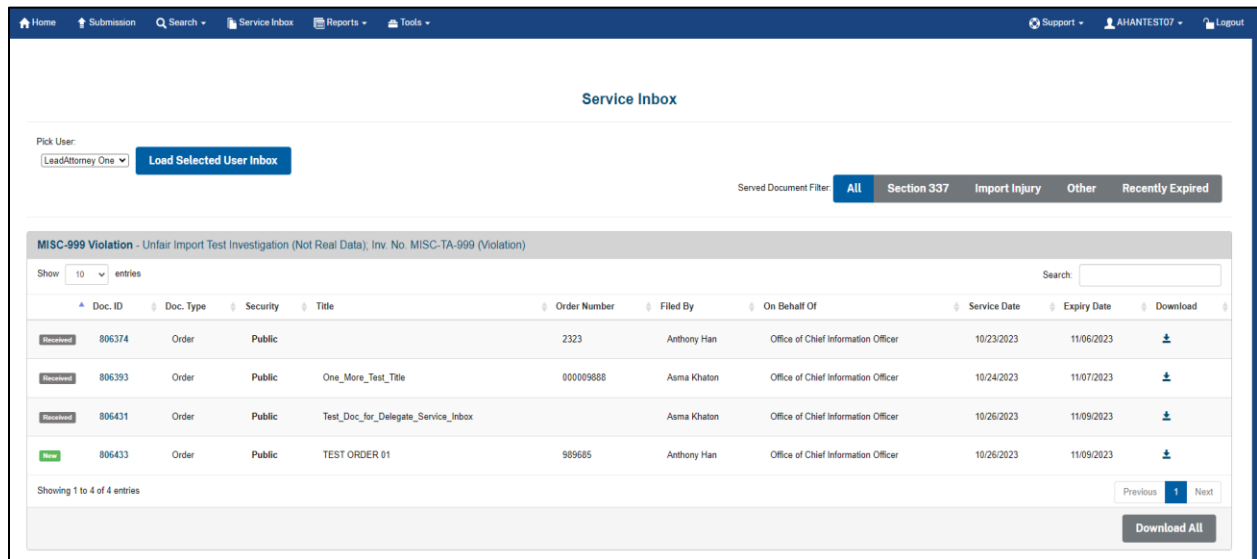 Home Submission Search Service Inbox Reports Tools Support AHANTEST07 Logout
Service Inbox
Pick User:
LeadAttorney One Load Selected User Inbox
Served Document Filter: All Section 337 Import Injury Other Recently Expired
MISC-999 Violation - Unfair Import Test Investigation (Not Real Data); Inv. No. MISC-TA-999 (Violation)
Show 10 entries Search:
Doc. ID Doc. Type Security Title Order Number Filed By On Behalf Of Service Date Expiry Date Download
Received 806374 Order Public 2323 Anthony Han Office of Chief Information Officer 10/23/2023 11/06/2023
Received 806393 Order Public One_More_Test_Title 000009888 Asma Khaton Office of Chief Information Officer 10/24/2023 11/07/2023
Received 806431 Order Public Test_Doc_for_Delegate_Service_Inbox Asma Khaton Office of Chief Information Officer 10/26/2023 11/09/2023
New 806433 Order Public TEST ORDER 01 989685 Anthony Han Office of Chief Information Officer 10/26/2023 11/09/2023
Showing 1 to 4 of 4 entries Previous 1 Next
Download All